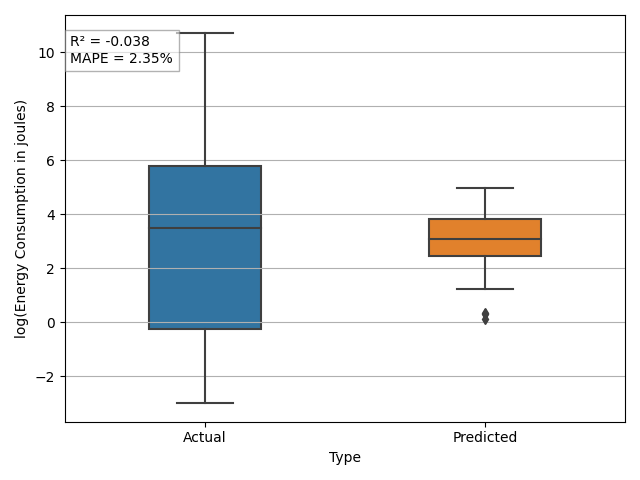 R² = -0.038
MAPE = 2.35%
log(Energy Consumption in joules)
10
8
6
4
2
0
−2
Actual
Predicted
Type